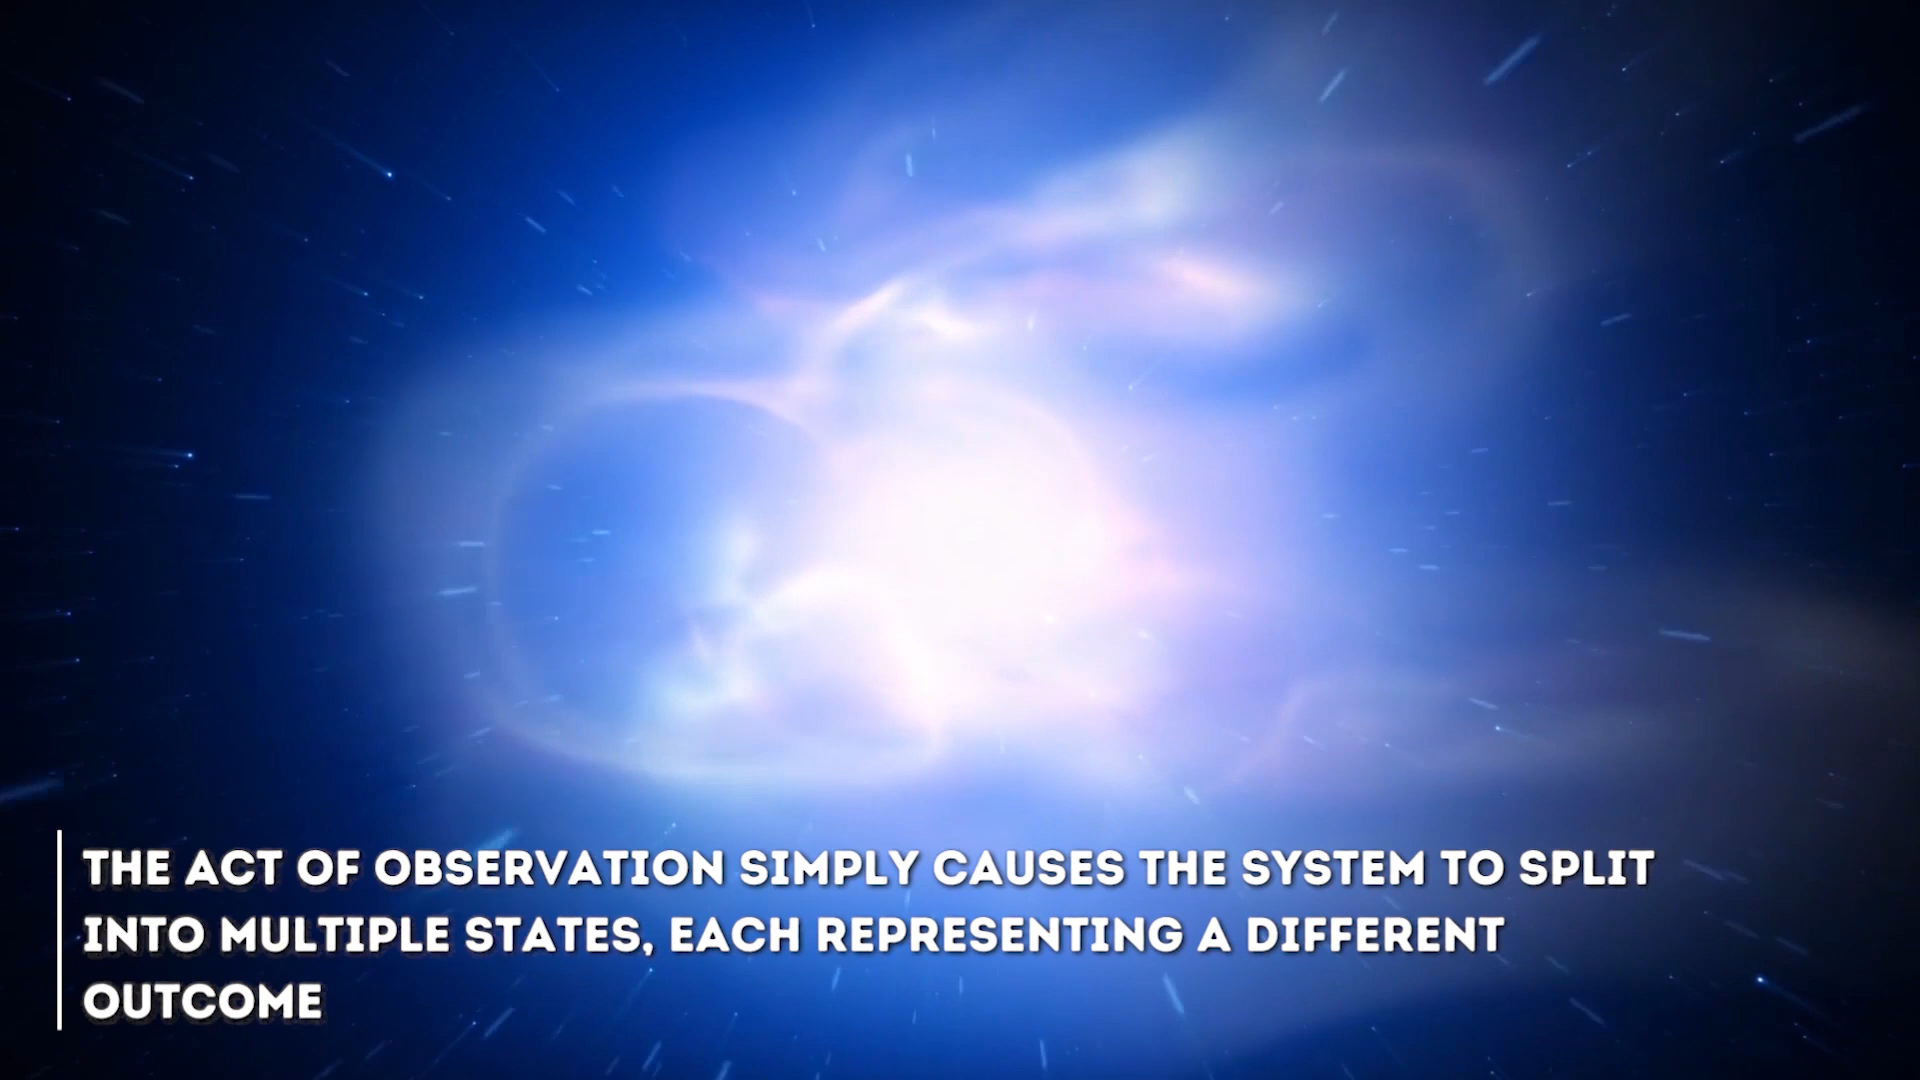 THE ACT OF OBSERVATION SIMPLY CAUSES THE SYSTEM TO SPLIT
INTO MULTIPLE STATES, EACH REPRESENTING A DIFFERENT
OUTCOME